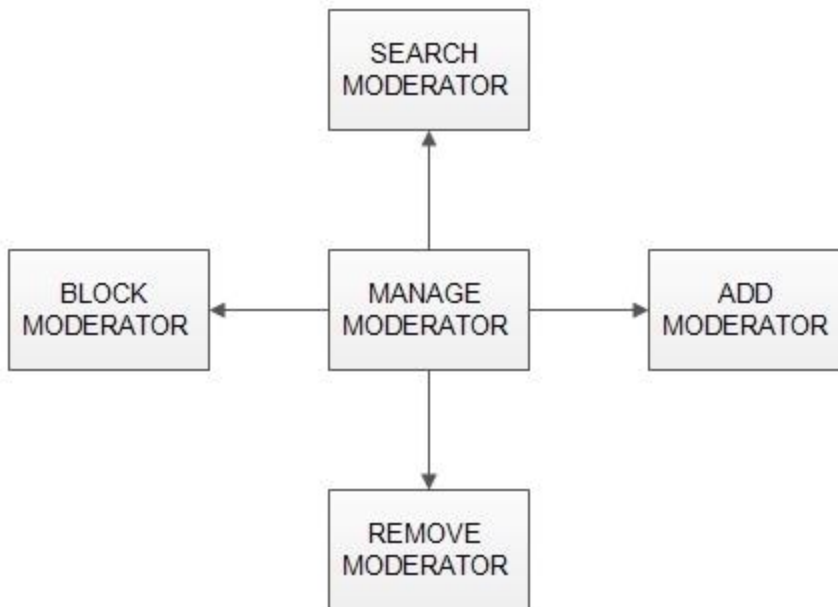 SEARCH
MODERATOR
BLOCK
MODERATOR
MANAGE
MODERATOR
ADD
MODERATOR
REMOVE
MODERATOR